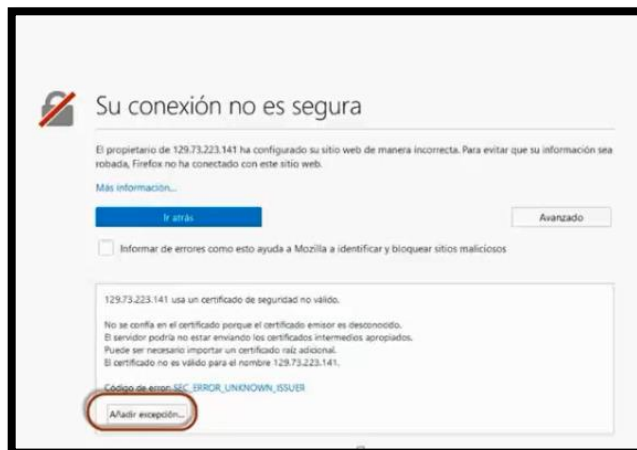 Su conexión no es segura
El propietario de 129.73.223.141 ha configurado su sitio web de manera incorrecta. Para evitar que su información sea
robada, Firefox no ha conectado con este sitio web.
Más información...
Ir atrás Avanzado
Informar de errores como esto ayuda a Mozilla a identificar y bloquear sitios maliciosos
129.73.223.141 usa un certificado de seguridad no válido.
No se confía en el certificado porque el certificado emisor es desconocido.
El servidor podría no estar enviando los certificados intermedios apropiados.
Puede ser necesario importar un certificado raíz adicional.
El certificado no es válido para el nombre 129.73.223.141.
Código de error: SEC_ERROR_UNKNOWN_ISSUER
Añadir excepción...